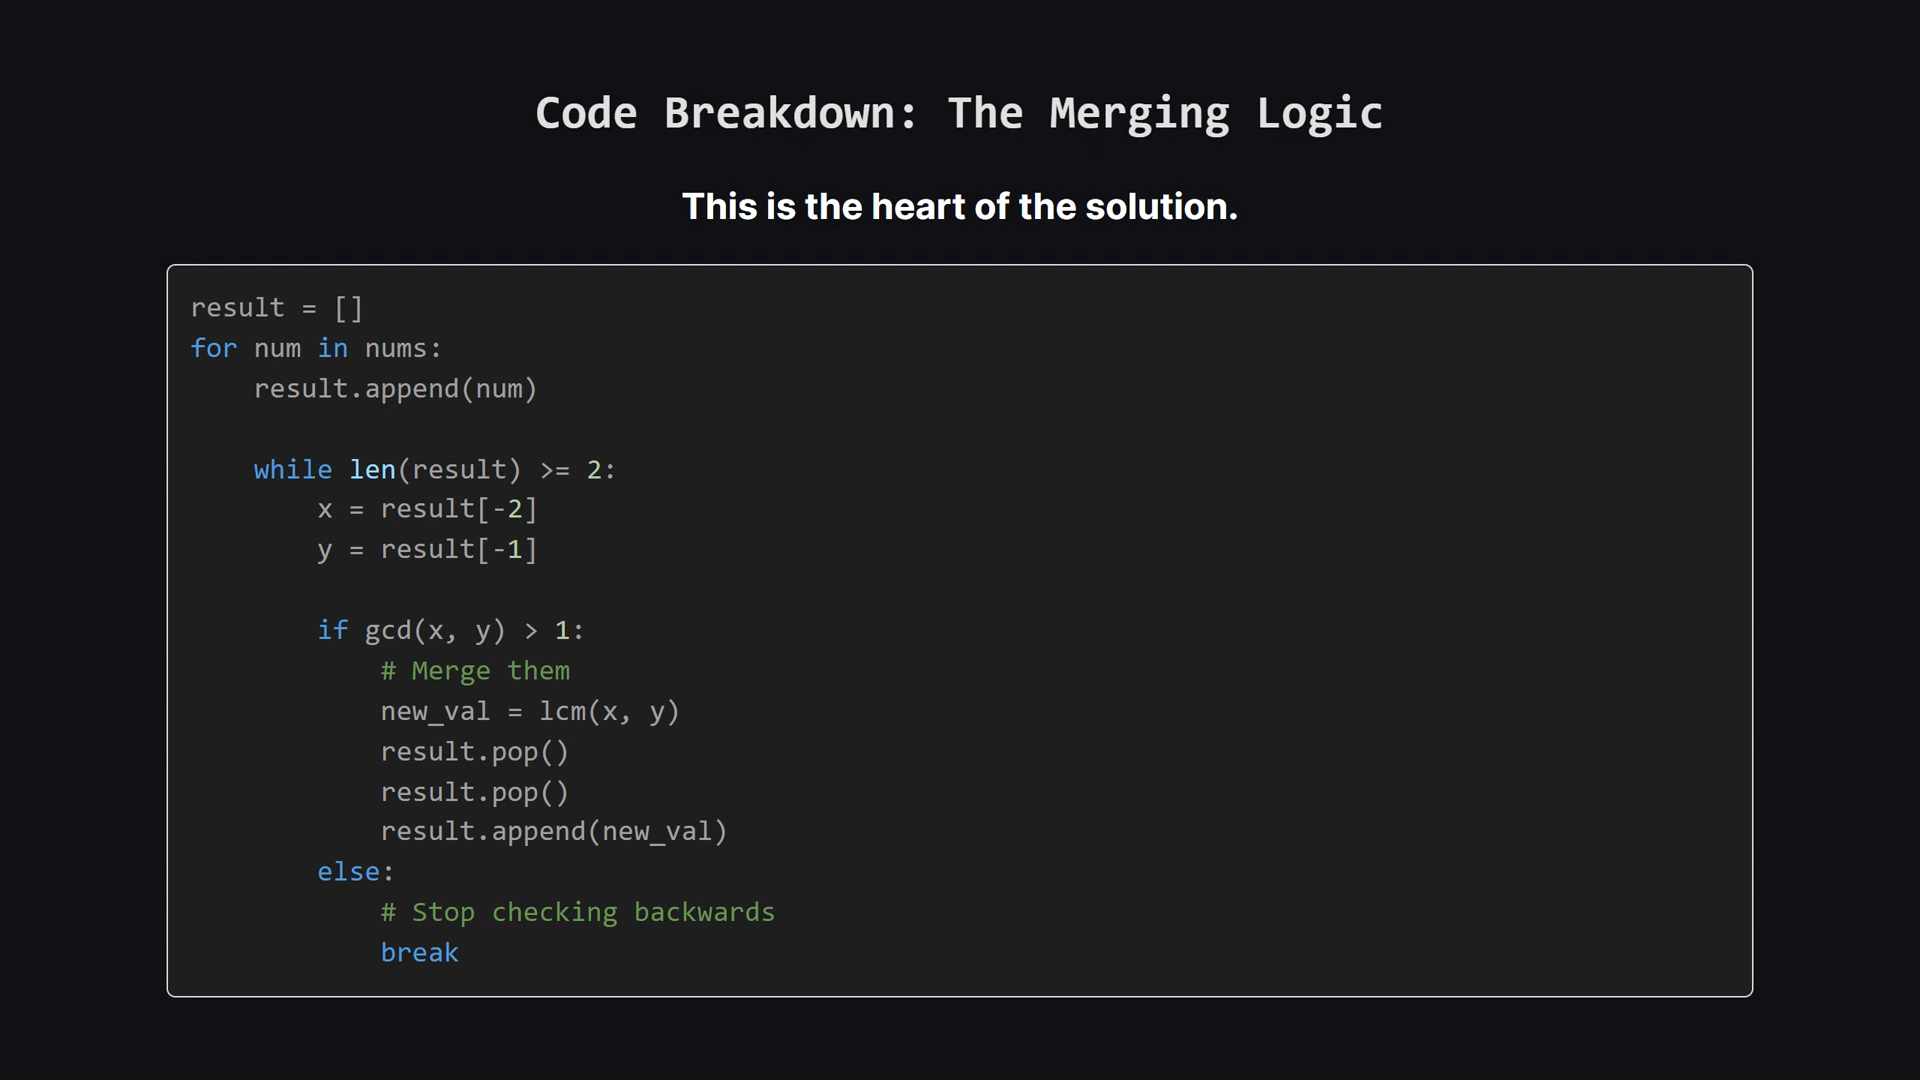 Code Breakdown: The Merging Logic
This is the heart of the solution.
result = []
for num in nums:
    result.append(num)

    while len(result) >= 2:
        x = result[-2]
        y = result[-1]

        if gcd(x, y) > 1:
            # Merge them
            new_val = lcm(x, y)
            result.pop()
            result.pop()
            result.append(new_val)
        else:
            # Stop checking backwards
            break